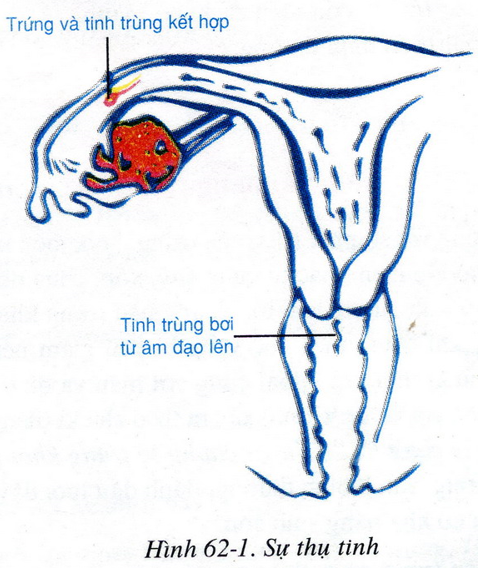 Trứng và tinh trùng kết hợp
Tinh trùng bơi
từ âm đạo lên
Hình 62-1. Sự thụ tinh